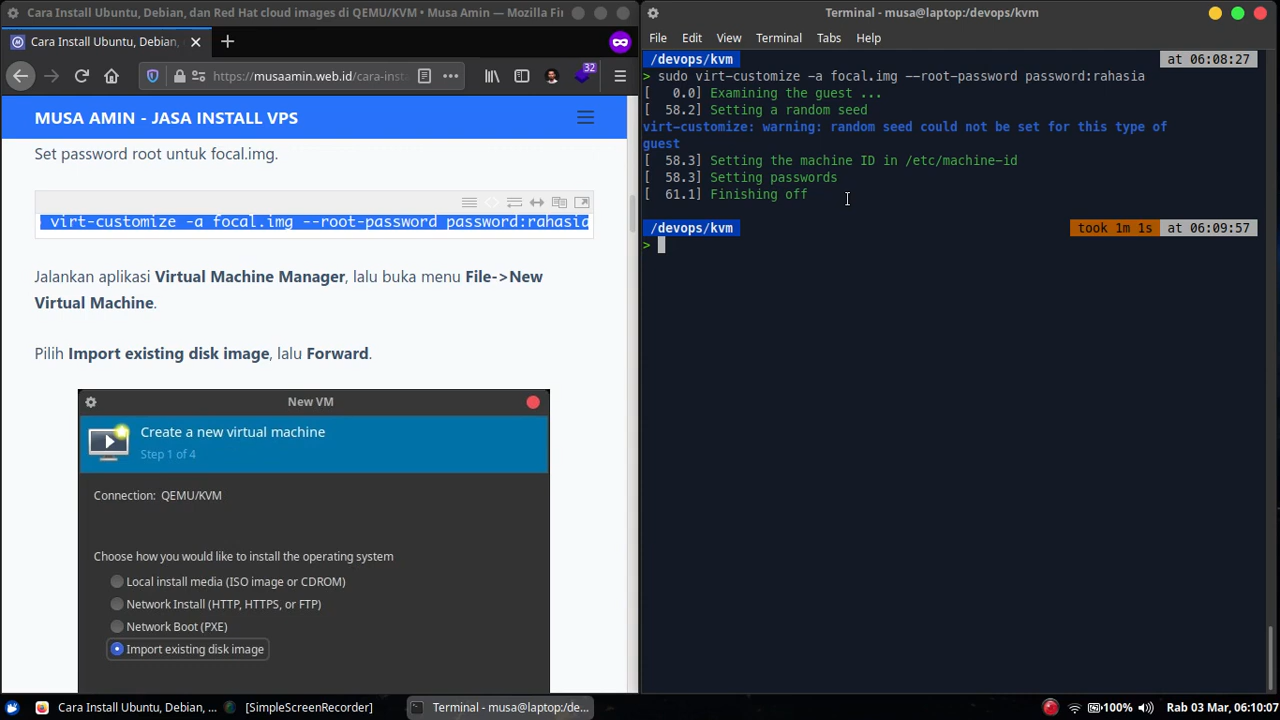 Cara Install Ubuntu, Debian, dan Red Hat cloud images di QEMU/KVM • Musa Amin — Mozilla Fi
Cara Install Ubuntu, Debian,
https://musaamin.web.id/cara-inst
32
MUSA AMIN - JASA INSTALL VPS
Set password root untuk focal.img.
virt-customize -a focal.img --root-password password:rahasia
Jalankan aplikasi Virtual Machine Manager, lalu buka menu File->New
Virtual Machine.
Pilih Import existing disk image, lalu Forward.
New VM
Create a new virtual machine
Step 1 of 4
Connection: QEMU/KVM
Choose how you would like to install the operating system
Local install media (ISO image or CDROM)
Network Install (HTTP, HTTPS, or FTP)
Network Boot (PXE)
Import existing disk image
Terminal - musa@laptop:/devops/kvm
File Edit View Terminal Tabs Help
/devops/kvm at 06:08:27
> sudo virt-customize -a focal.img --root-password password:rahasia
[ 0.0] Examining the guest ...
[ 58.2] Setting a random seed
virt-customize: warning: random seed could not be set for this type of
guest
[ 58.3] Setting the machine ID in /etc/machine-id
[ 58.3] Setting passwords
[ 61.1] Finishing off
/devops/kvm took 1m 1s at 06:09:57
>
Cara Install Ubuntu, Debian, ... [SimpleScreenRecorder] Terminal - musa@laptop:/de... 100% Rab 03 Mar, 06:10:07